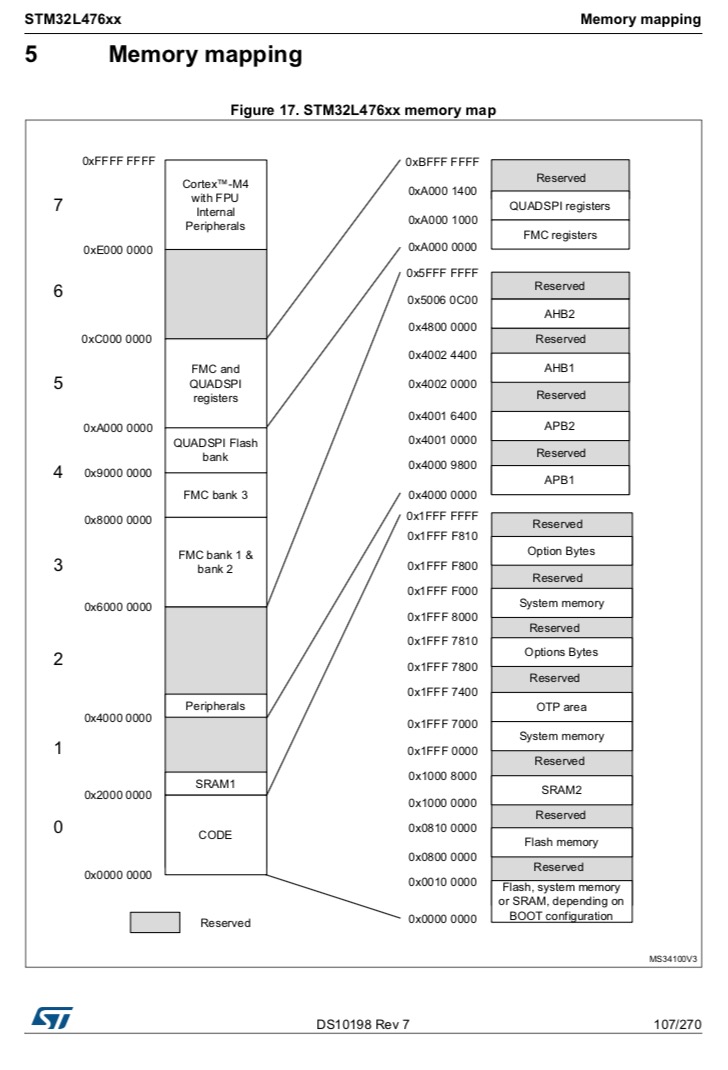 STM32L476xx
Memory mapping
5 Memory mapping
Figure 17. STM32L476xx memory map
0xFFFF FFFF
7
Cortex™-M4
with FPU
Internal
Peripherals
0xE000 0000
6
0xC000 0000
5
FMC and
QUADSPI
registers
0xA000 0000
QUADSPI Flash
bank
4
0x9000 0000
FMC bank 3
0x8000 0000
3
FMC bank 1 &
bank 2
0x6000 0000
2
Peripherals
0x4000 0000
1
SRAM1
0x2000 0000
0
CODE
0x0000 0000
Reserved
0xBFFF FFFF
Reserved
0xA000 1400
QUADSPI registers
0xA000 1000
FMC registers
0xA000 0000
0x5FFF FFFF
Reserved
0x5006 0C00
AHB2
0x4800 0000
Reserved
0x4002 4400
AHB1
0x4002 0000
Reserved
0x4001 6400
APB2
0x4001 0000
Reserved
0x4000 9800
APB1
0x4000 0000
0x1FFF FFFF
Reserved
0x1FFF F810
Option Bytes
0x1FFF F800
Reserved
0x1FFF F000
System memory
0x1FFF 8000
Reserved
0x1FFF 7810
Options Bytes
0x1FFF 7800
Reserved
0x1FFF 7400
OTP area
0x1FFF 7000
System memory
0x1FFF 0000
Reserved
0x1000 8000
SRAM2
0x1000 0000
Reserved
0x0810 0000
Flash memory
0x0800 0000
Reserved
0x0010 0000
Flash, system memory
or SRAM, depending on
BOOT configuration
0x0000 0000
MS34100V3
ST
DS10198 Rev 7
107/270